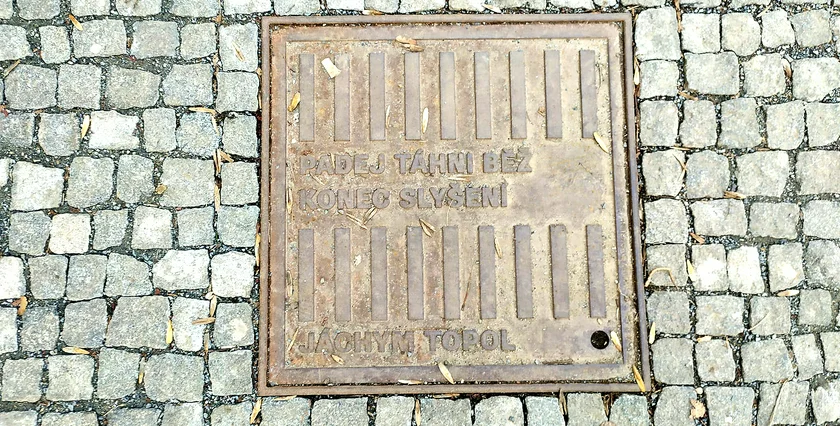 PADEJ TÁHNI BĚŽ
KONEC SLYŠENÍ
JÁCHYM TOPOL